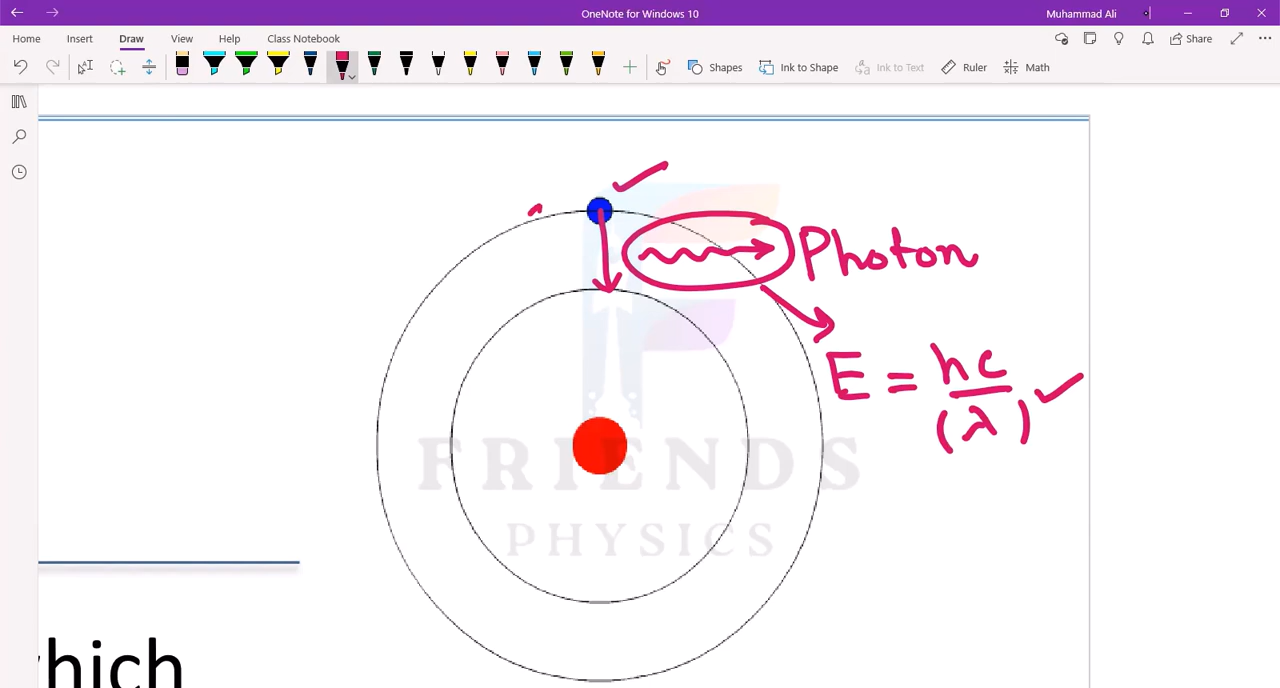 OneNote for Windows 10
Muhammad Ali
Home Insert Draw View Help Class Notebook
Share
Shapes Ink to Shape Ink to Text Ruler Math
Photon
E = hc
(λ)
FRIENDS
PHYSICS
which